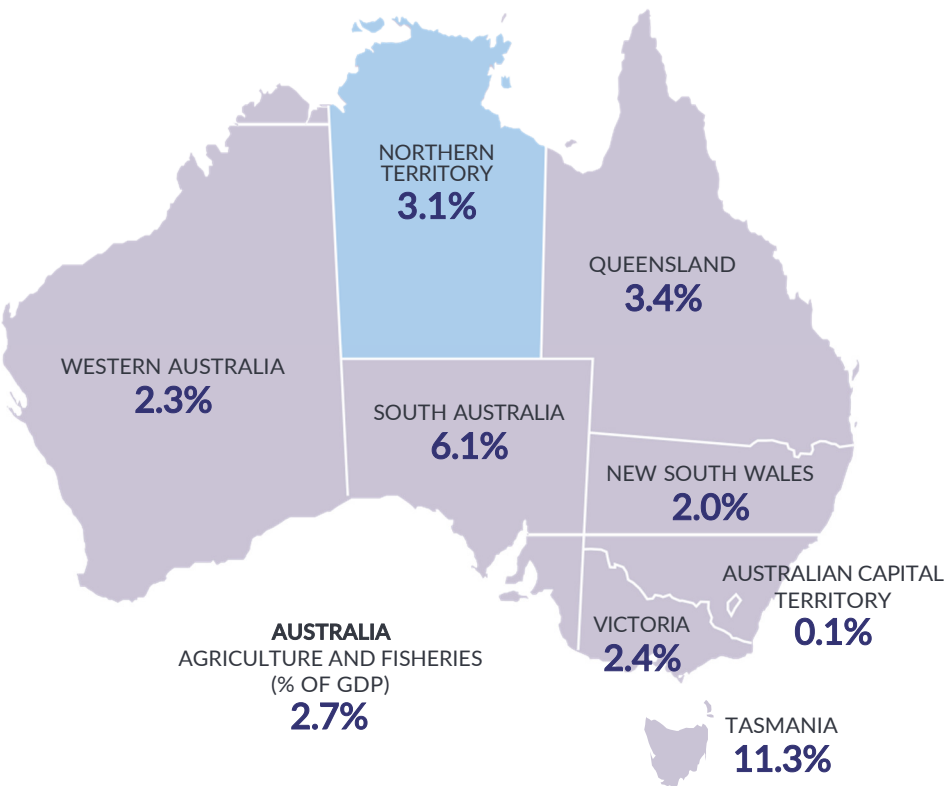 NORTHERN
TERRITORY
3.1%
QUEENSLAND
3.4%
WESTERN AUSTRALIA
2.3%
SOUTH AUSTRALIA
6.1%
NEW SOUTH WALES
2.0%
AUSTRALIAN CAPITAL
TERRITORY
0.1%
VICTORIA
2.4%
AUSTRALIA
AGRICULTURE AND FISHERIES
(% OF GDP)
2.7%
TASMANIA
11.3%